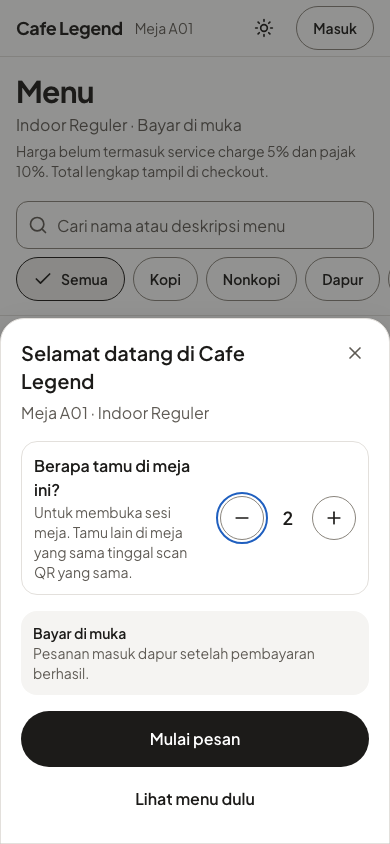 Cafe Legend Meja A01 Masuk
Menu
Indoor Reguler · Bayar di muka
Harga belum termasuk service charge 5% dan pajak
10%. Total lengkap tampil di checkout.
Cari nama atau deskripsi menu
Semua Kopi Nonkopi Dapur
Selamat datang di Cafe
Legend
Meja A01 · Indoor Reguler
Berapa tamu di meja
ini?
Untuk membuka sesi
meja. Tamu lain di meja
yang sama tinggal scan
QR yang sama.
2
Bayar di muka
Pesanan masuk dapur setelah pembayaran
berhasil.
Mulai pesan
Lihat menu dulu